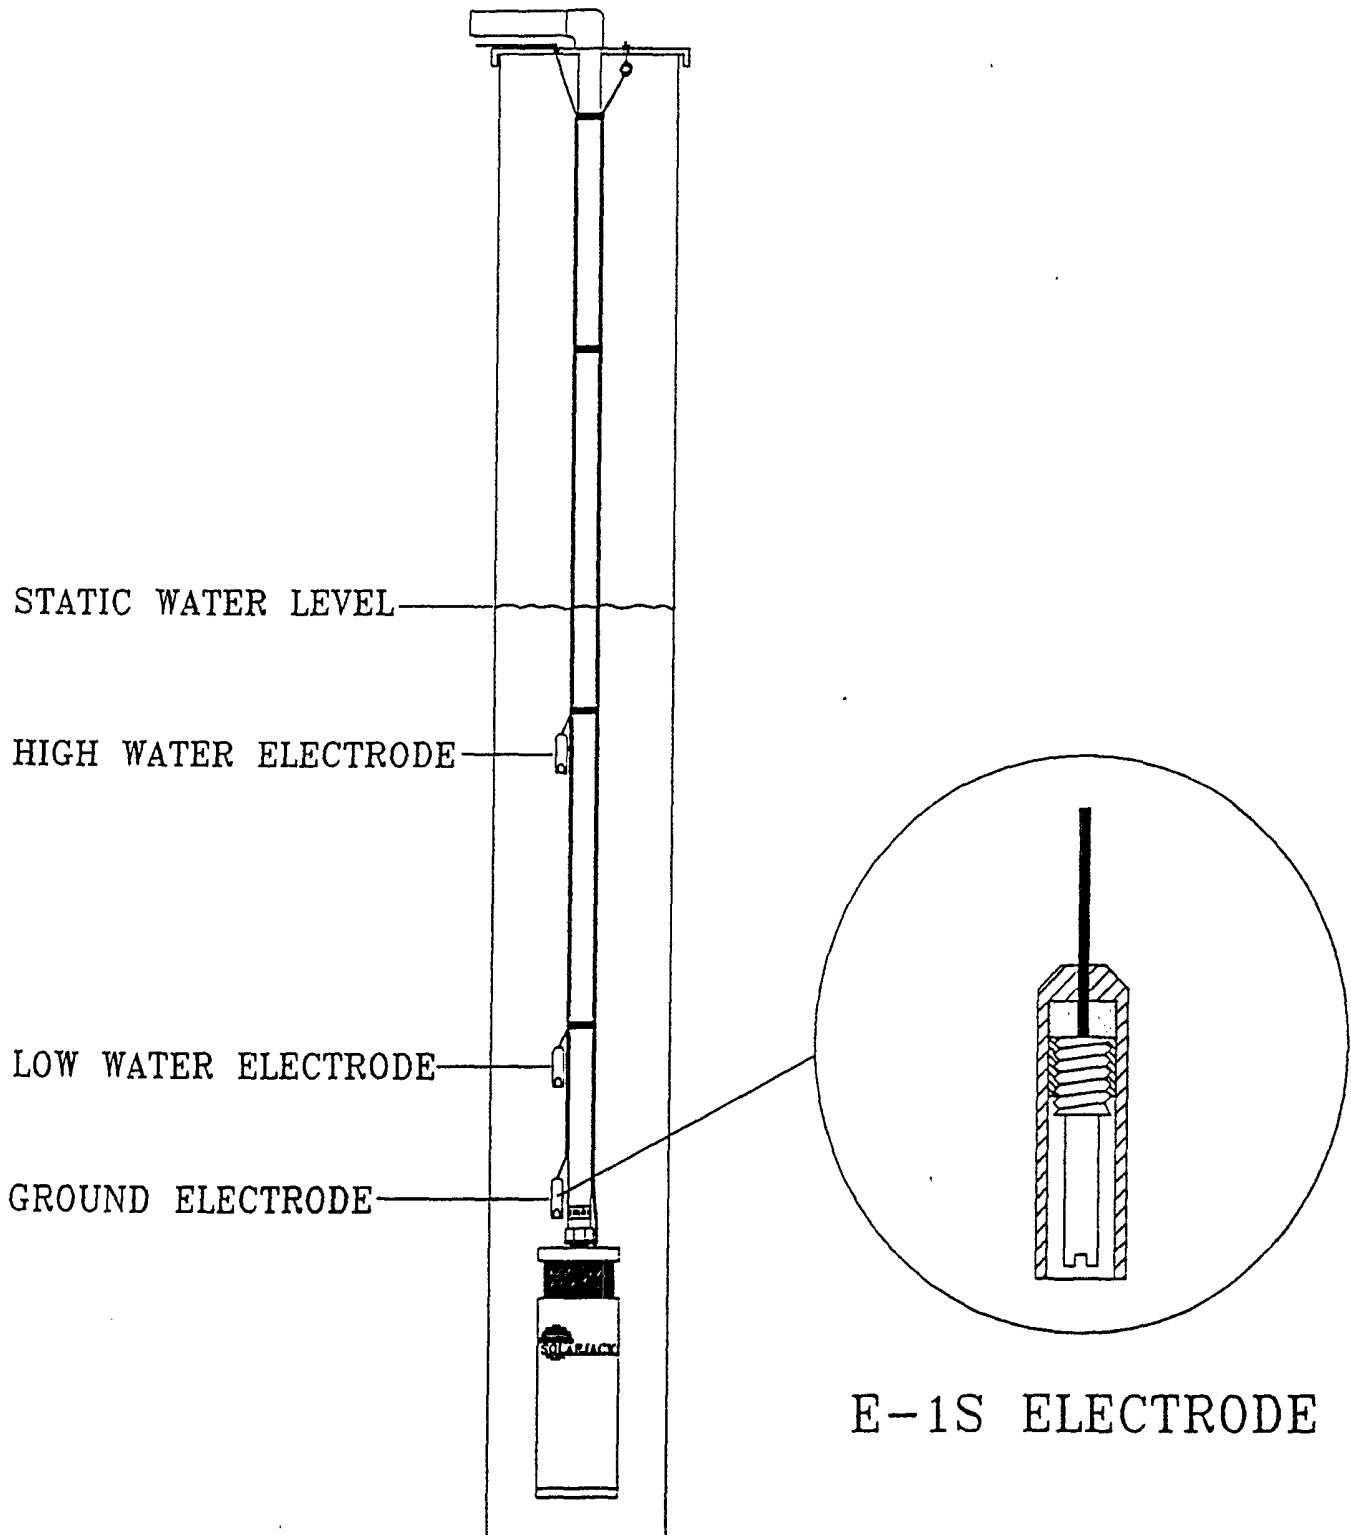 STATIC WATER LEVEL
HIGH WATER ELECTRODE
LOW WATER ELECTRODE
GROUND ELECTRODE
SOLARJACK
E-1S ELECTRODE